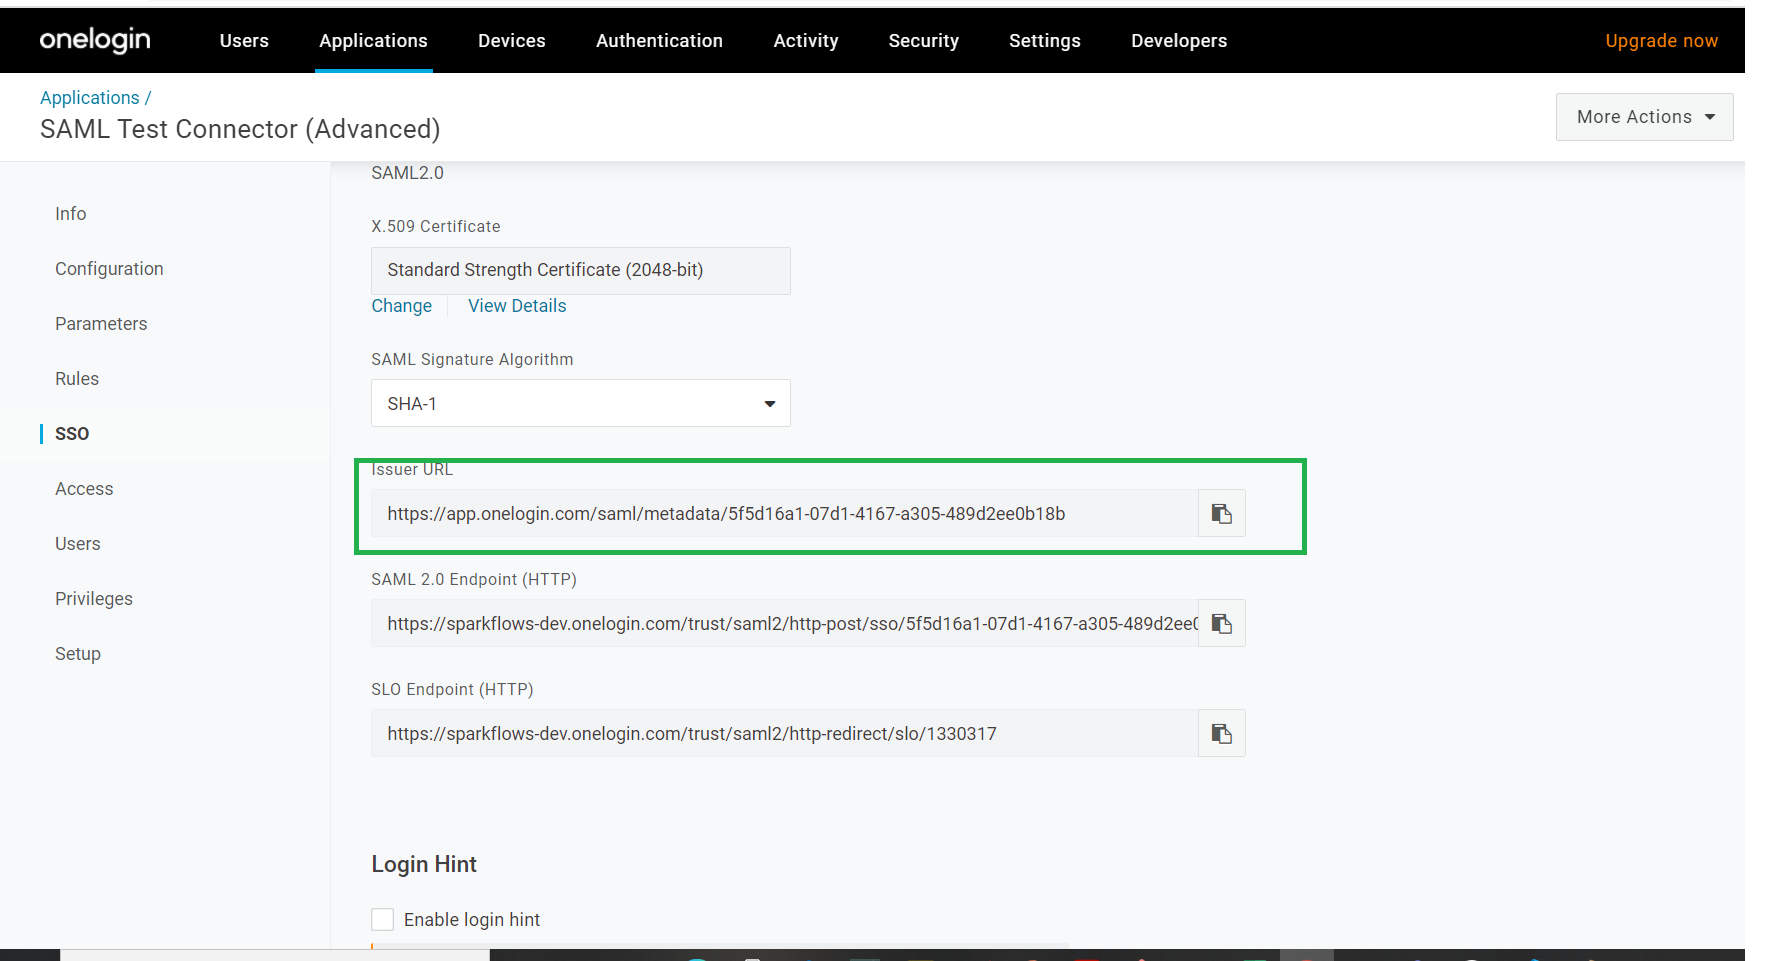 onelogin Users Applications Devices Authentication Activity Security Settings Developers Upgrade now
Applications /
SAML Test Connector (Advanced)
More Actions
Info
Configuration
Parameters
Rules
SSO
Access
Users
Privileges
Setup
SAML2.0
X.509 Certificate
Standard Strength Certificate (2048-bit)
Change View Details
SAML Signature Algorithm
SHA-1
Issuer URL
https://app.onelogin.com/saml/metadata/5f5d16a1-07d1-4167-a305-489d2ee0b18b
SAML 2.0 Endpoint (HTTP)
https://sparkflows-dev.onelogin.com/trust/saml2/http-post/sso/5f5d16a1-07d1-4167-a305-489d2ee0
SLO Endpoint (HTTP)
https://sparkflows-dev.onelogin.com/trust/saml2/http-redirect/slo/1330317
Login Hint
Enable login hint